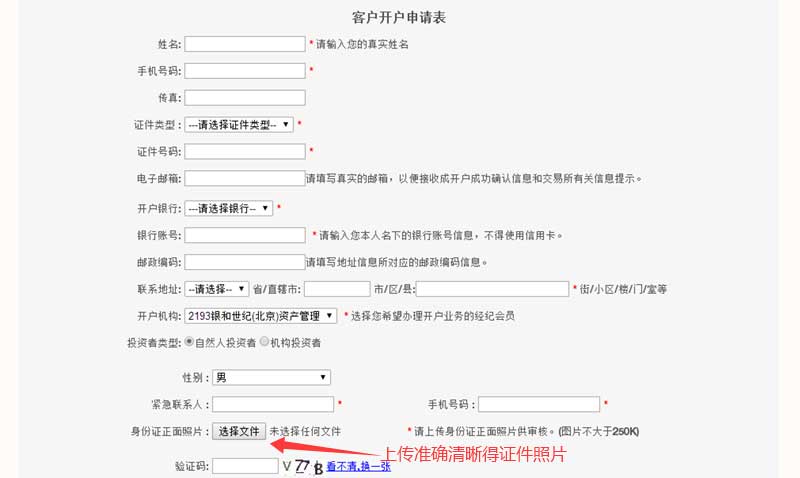 客户开户申请表
姓名: *请输入您的真实姓名
手机号码: *
传真:
证件类型: ---请选择证件类型-- *
证件号码: *
电子邮箱: 请填写真实的邮箱，以便接收成开户成功确认信息和交易所有关信息提示。
开户银行: ---请选择银行-- *
银行账号: *请输入您本人名下的银行账号信息，不得使用信用卡。
邮政编码: 请填写地址信息所对应的邮政编码信息。
联系地址: --请选择-- 省/直辖市: 市/区/县: *街/小区/楼/门/室等
开户机构: 2193银和世纪(北京)资产管理 *选择您希望办理开户业务的经纪会员
投资者类型: 自然人投资者 机构投资者
性别: 男
紧急联系人: * 手机号码: *
身份证正面照片: 选择文件 未选择任何文件 *请上传身份证正面照片供审核。(图片不大于250K)
上传准确清晰得证件照片
验证码: V 77 B 看不清,换一张